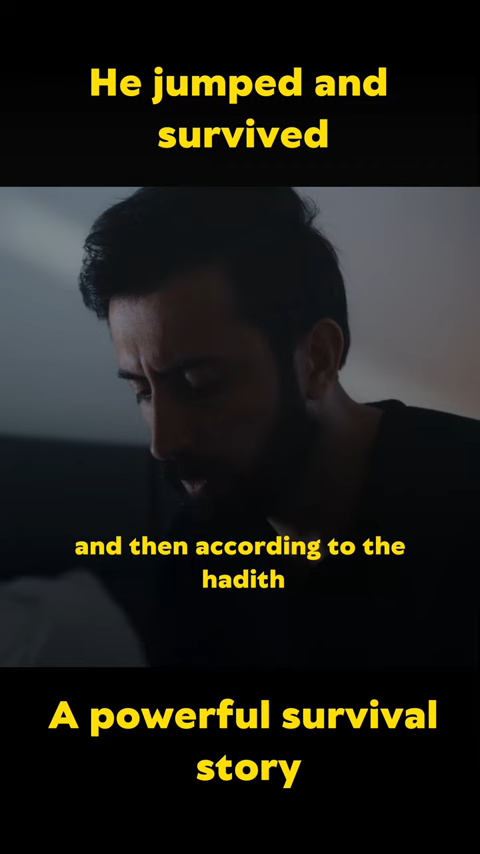 He jumped and
survived
and then according to the
hadith
A powerful survival
story